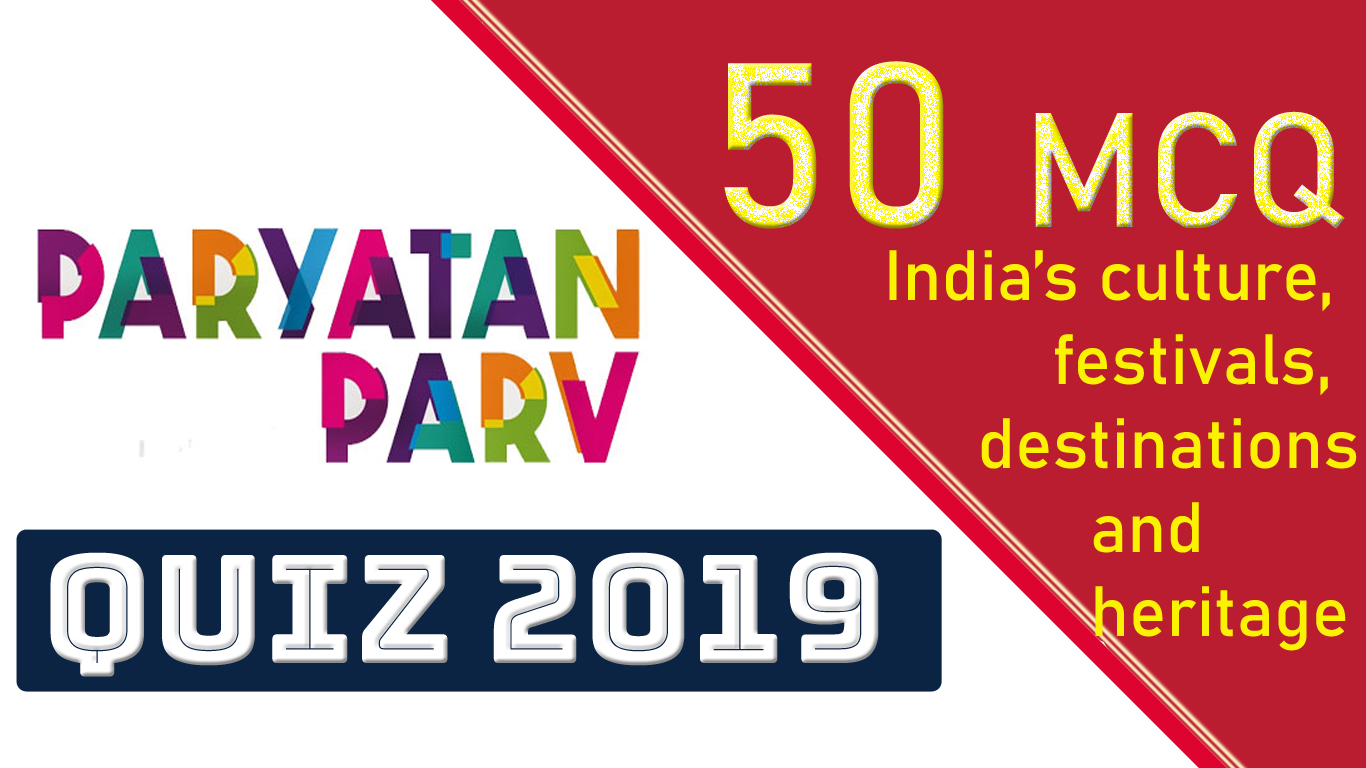 PARYATAN
PARV
QUIZ 2019
50 MCQ
India's culture,
festivals,
destinations
and
heritage